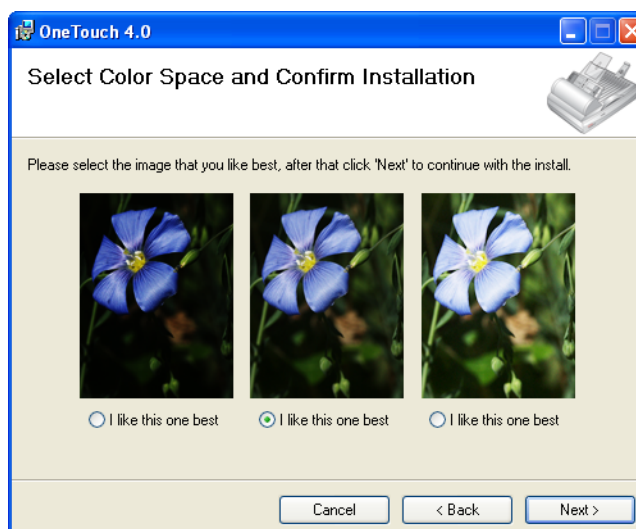 OneTouch 4.0
Select Color Space and Confirm Installation
Please select the image that you like best, after that click 'Next' to continue with the install.
I like this one best I like this one best I like this one best
Cancel < Back Next >